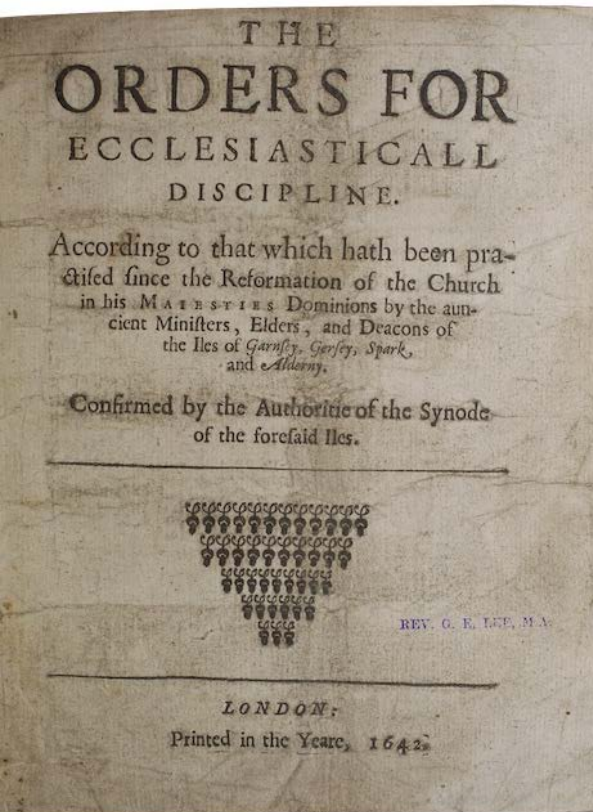 THE
ORDERS FOR
ECCLESIASTICALL
DISCIPLINE.
According to that which hath been pra-
ctiſed ſince the Reformation of the Church
in his MAIESTIES Dominions by the aun-
cient Miniſters, Elders, and Deacons of
the Iles of Garnſey, Gerſey, Spark,
and Alderny.
Confirmed by the Authoritie of the Synode
of the foreſaid Iles.
REV. G. E. LEE, M.A.
LONDON:
Printed in the Yeare, 1642.